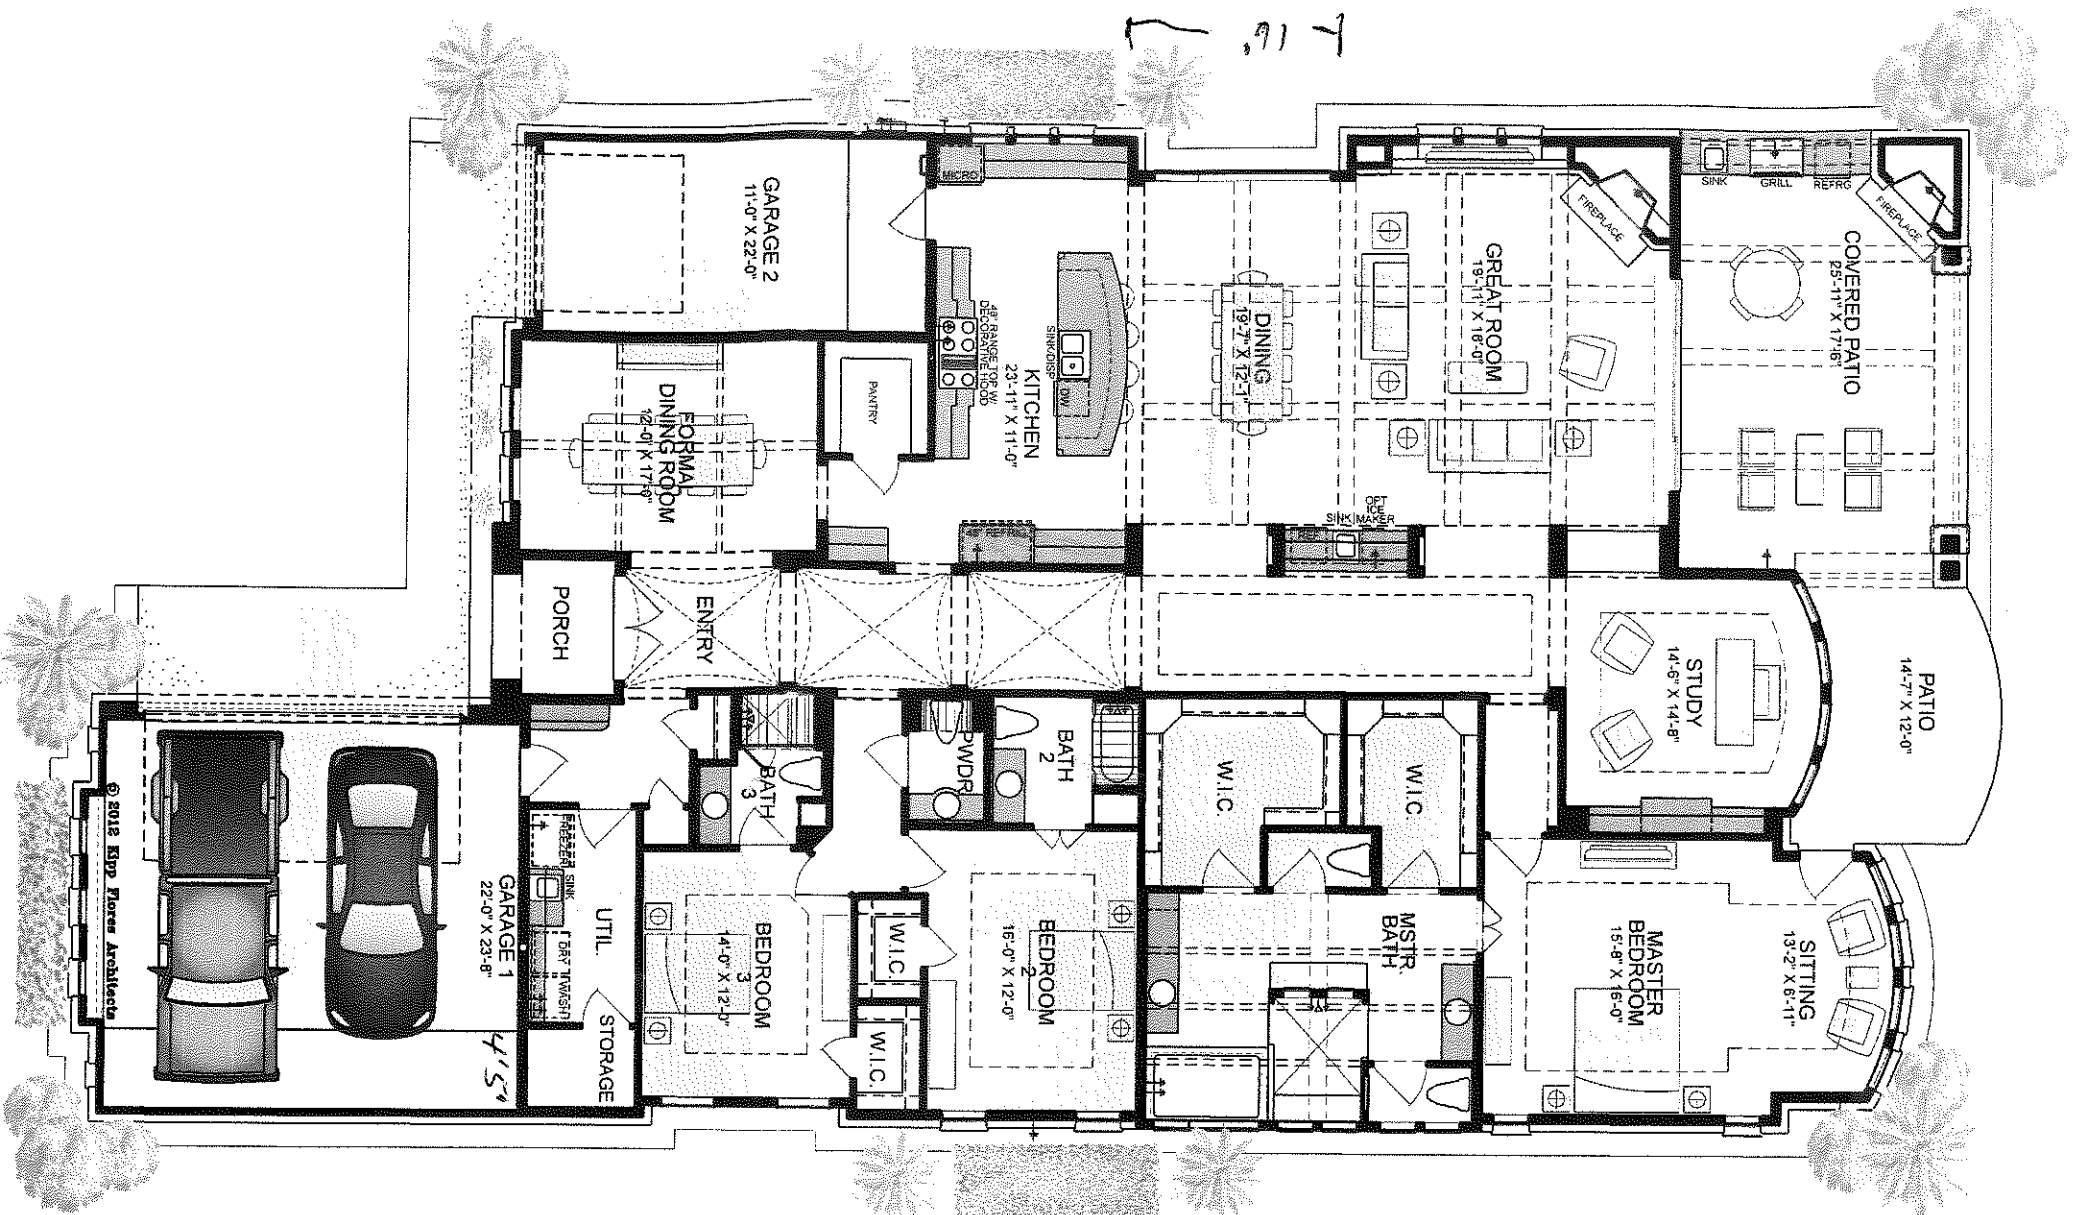 16'
GARAGE 2
11'-0" X 22'-0"
MICRO
48" RANGE TOP W/
DECORATIVE HOOD
SINK/DISP
DW
KITCHEN
23'-11" X 11'-0"
PANTRY
FORMAL
DINING ROOM
12'-0" X 17'-0"
48" REFRIG
DINING
19'-7" X 12'-1"
GREAT ROOM
19'-11" X 16'-0"
FIREPLACE
SINK
GRILL
REFRG
FIREPLACE
COVERED PATIO
25'-11" X 17'-6"
OPT
ICE
MAKER
SINK
REF
PORCH
ENTRY
STUDY
14'-6" X 14'-8"
PATIO
14'-7" X 12'-0"
BATH
3
PWDR
BATH
2
W.I.C.
W.I.C.
GARAGE 1
22'-0" X 23'-8"
4'5"
FREEZER
SINK
DRY
WASH
UTIL.
STORAGE
BEDROOM
3
14'-0" X 12'-0"
W.I.C.
W.I.C.
BEDROOM
2
16'-0" X 12'-0"
MSTR.
BATH
MASTER
BEDROOM
15'-8" X 16'-0"
SITTING
13'-2" X 6'-11"
© 2012 Kipp Flores Architects